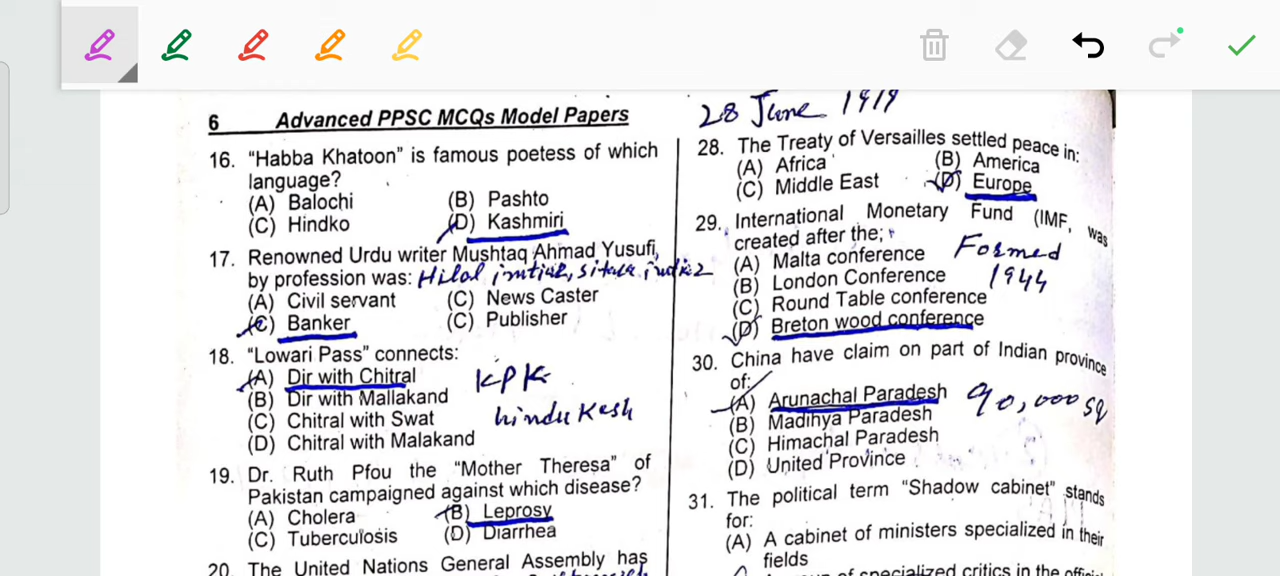 6 Advanced PPSC MCQs Model Papers
16. “Habba Khatoon” is famous poetess of which
language?
(A) Balochi (B) Pashto
(C) Hindko (D) Kashmiri
17. Renowned Urdu writer Mushtaq Ahmad Yusufi,
by profession was: Hilal imtiaz,
(A) Civil servant (C) News Caster
(C) Banker (C) Publisher
18. “Lowari Pass” connects:
(A) Dir with Chitral KPK
(B) Dir with Mallakand
(C) Chitral with Swat hindu Kesh
(D) Chitral with Malakand
19. Dr. Ruth Pfou the “Mother Theresa” of
Pakistan campaigned against which disease?
(A) Cholera (B) Leprosy
(C) Tuberculosis (D) Diarrhea
20. The United Nations General Assembly has
28 June 1919
28. The Treaty of Versailles settled peace in:
(A) Africa (B) America
(C) Middle East (D) Europe
29. International Monetary Fund (IMF, was
created after the;
(A) Malta conference Formed
(B) London Conference 1944
(C) Round Table conference
(D) Breton wood conference
30. China have claim on part of Indian province
of:
(A) Arunachal Paradesh 90,000 sq
(B) Madihya Paradesh
(C) Himachal Paradesh
(D) United Province
31. The political term “Shadow cabinet” stands
for:
(A) A cabinet of ministers specialized in their
fields
of specialized critics in the